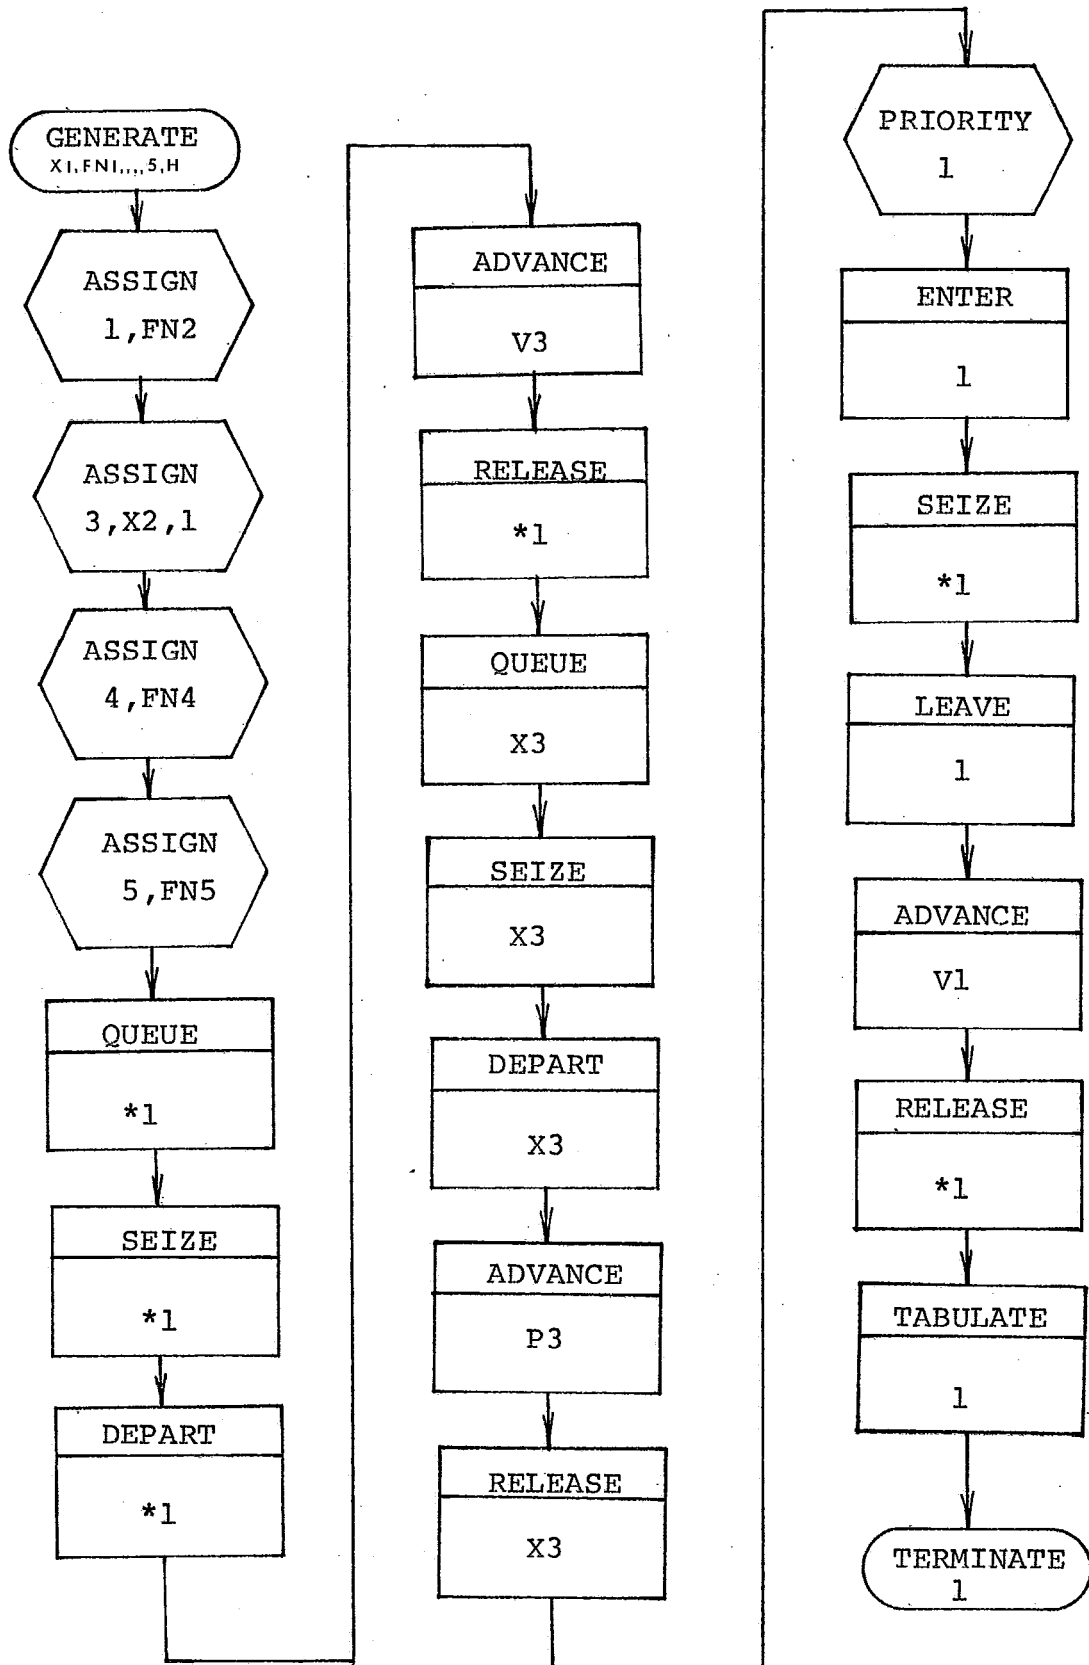 GENERATE
X1,FN1,,,,5,H
ASSIGN
1,FN2
ASSIGN
3,X2,1
ASSIGN
4,FN4
ASSIGN
5,FN5
QUEUE
*1
SEIZE
*1
DEPART
*1
ADVANCE
V3
RELEASE
*1
QUEUE
X3
SEIZE
X3
DEPART
X3
ADVANCE
P3
RELEASE
X3
PRIORITY
1
ENTER
1
SEIZE
*1
LEAVE
1
ADVANCE
V1
RELEASE
*1
TABULATE
1
TERMINATE
1